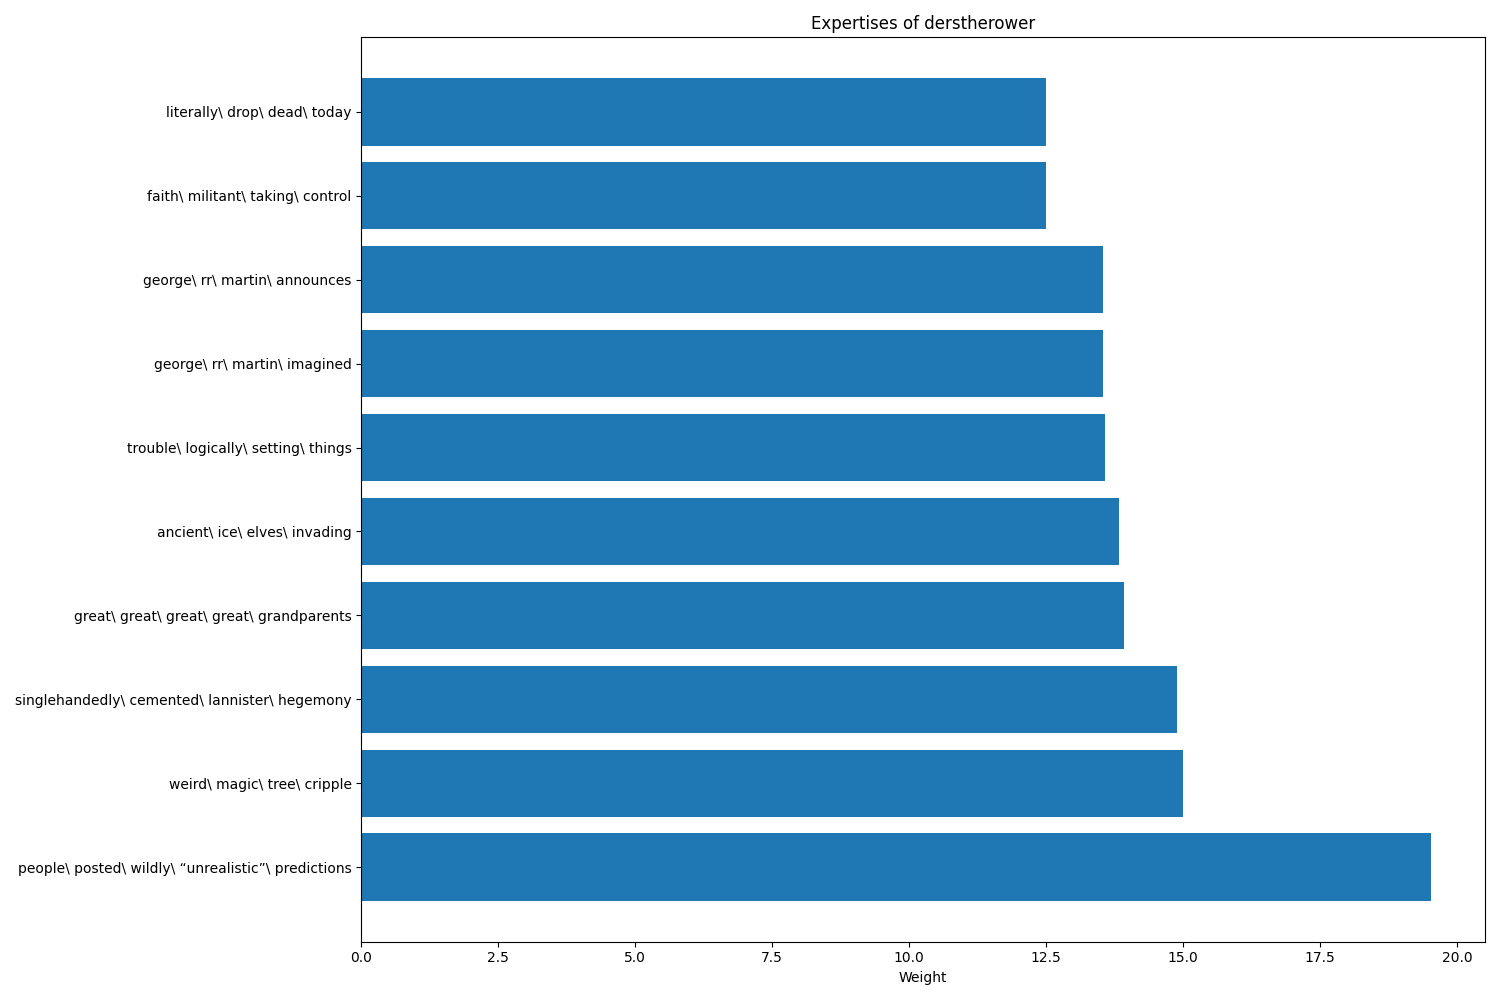 Expertises of derstherower
literally\ drop\ dead\ today
faith\ militant\ taking\ control
george\ rr\ martin\ announces
george\ rr\ martin\ imagined
trouble\ logically\ setting\ things
ancient\ ice\ elves\ invading
great\ great\ great\ great\ grandparents
singlehandedly\ cemented\ lannister\ hegemony
weird\ magic\ tree\ cripple
people\ posted\ wildly\ “unrealistic”\ predictions
0.0 2.5 5.0 7.5 10.0 12.5 15.0 17.5 20.0
Weight